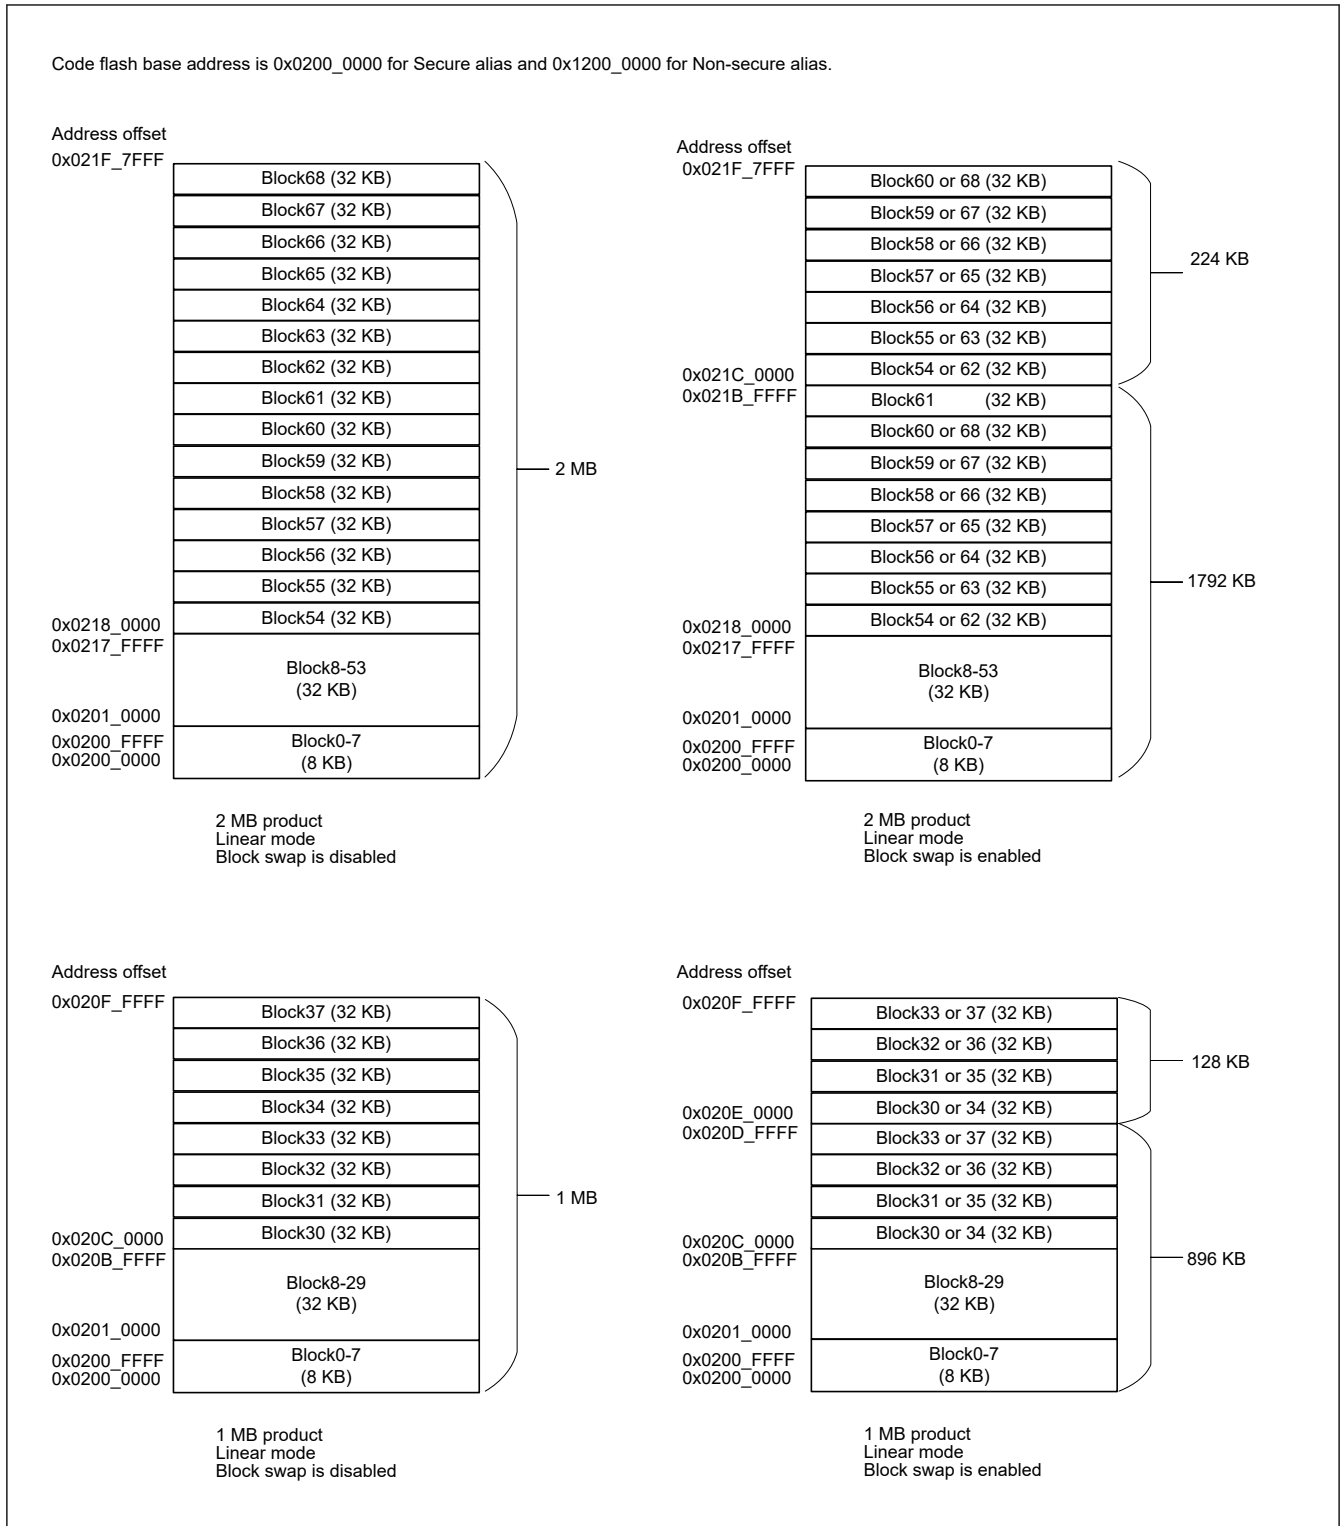 Code flash base address is 0x0200_0000 for Secure alias and 0x1200_0000 for Non-secure alias.
Address offset
0x021F_7FFF
Block68 (32 KB)
Block67 (32 KB)
Block66 (32 KB)
Block65 (32 KB)
Block64 (32 KB)
Block63 (32 KB)
Block62 (32 KB)
Block61 (32 KB)
Block60 (32 KB)
Block59 (32 KB)
Block58 (32 KB)
Block57 (32 KB)
Block56 (32 KB)
Block55 (32 KB)
Block54 (32 KB)
2 MB
0x0218_0000
0x0217_FFFF
Block8-53
(32 KB)
0x0201_0000
0x0200_FFFF
0x0200_0000
Block0-7
(8 KB)
2 MB product
Linear mode
Block swap is disabled
Address offset
0x021F_7FFF
Block60 or 68 (32 KB)
Block59 or 67 (32 KB)
Block58 or 66 (32 KB)
Block57 or 65 (32 KB)
Block56 or 64 (32 KB)
Block55 or 63 (32 KB)
Block54 or 62 (32 KB)
224 KB
0x021C_0000
0x021B_FFFF
Block61 (32 KB)
Block60 or 68 (32 KB)
Block59 or 67 (32 KB)
Block58 or 66 (32 KB)
Block57 or 65 (32 KB)
Block56 or 64 (32 KB)
Block55 or 63 (32 KB)
Block54 or 62 (32 KB)
1792 KB
0x0218_0000
0x0217_FFFF
Block8-53
(32 KB)
0x0201_0000
0x0200_FFFF
0x0200_0000
Block0-7
(8 KB)
2 MB product
Linear mode
Block swap is enabled
Address offset
0x020F_FFFF
Block37 (32 KB)
Block36 (32 KB)
Block35 (32 KB)
Block34 (32 KB)
Block33 (32 KB)
Block32 (32 KB)
Block31 (32 KB)
Block30 (32 KB)
1 MB
0x020C_0000
0x020B_FFFF
Block8-29
(32 KB)
0x0201_0000
0x0200_FFFF
0x0200_0000
Block0-7
(8 KB)
1 MB product
Linear mode
Block swap is disabled
Address offset
0x020F_FFFF
Block33 or 37 (32 KB)
Block32 or 36 (32 KB)
Block31 or 35 (32 KB)
Block30 or 34 (32 KB)
128 KB
0x020E_0000
0x020D_FFFF
Block33 or 37 (32 KB)
Block32 or 36 (32 KB)
Block31 or 35 (32 KB)
Block30 or 34 (32 KB)
896 KB
0x020C_0000
0x020B_FFFF
Block8-29
(32 KB)
0x0201_0000
0x0200_FFFF
0x0200_0000
Block0-7
(8 KB)
1 MB product
Linear mode
Block swap is enabled